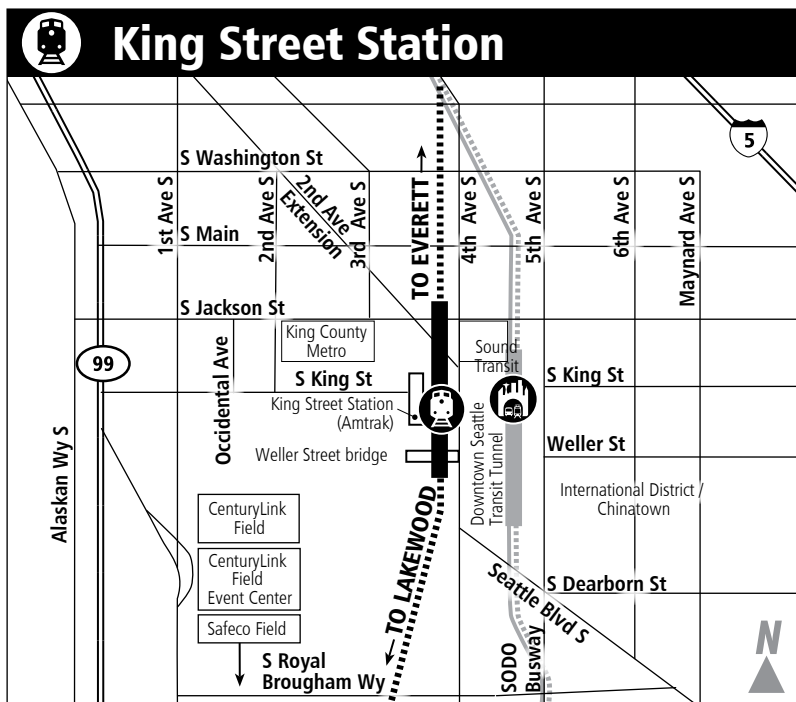 King Street Station
5
S Washington St
1st Ave S
2nd Ave S
2nd Ave
Extension
3rd Ave S
TO EVERETT
4th Ave S
5th Ave S
6th Ave S
Maynard Ave S
S Main
S Jackson St
King County
Metro
Sound
Transit
99
Occidental Ave
S King St
S King St
King Street Station
(Amtrak)
Weller Street bridge
Downtown Seattle
Transit Tunnel
Weller St
International District /
Chinatown
Alaskan Wy S
CenturyLink
Field
CenturyLink
Field
Event Center
Safeco Field
TO LAKEWOOD
Seattle Blvd S
S Dearborn St
S Royal
Brougham Wy
SODO
Busway
N